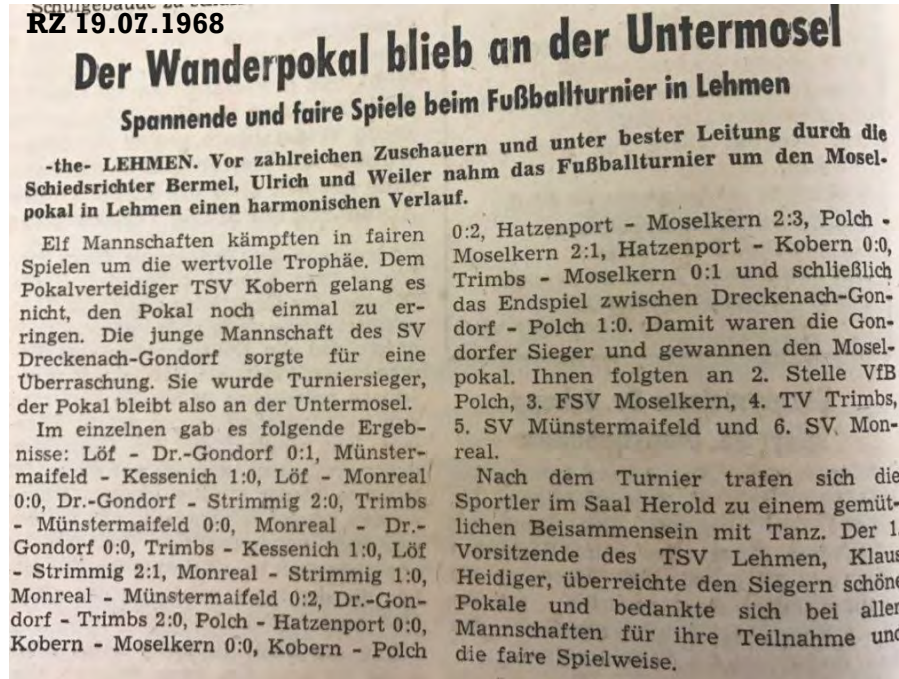 RZ 19.07.1968
Der Wanderpokal blieb an der Untermosel
Spannende und faire Spiele beim Fußballturnier in Lehmen
-the- LEHMEN. Vor zahlreichen Zuschauern und unter bester Leitung durch die
Schiedsrichter Bermel, Ulrich und Weiler nahm das Fußballturnier um den Mosel-
pokal in Lehmen einen harmonischen Verlauf.
Elf Mannschaften kämpften in fairen
Spielen um die wertvolle Trophäe. Dem
Pokalverteidiger TSV Kobern gelang es
nicht, den Pokal noch einmal zu er-
ringen. Die junge Mannschaft des SV
Dreckenach-Gondorf sorgte für eine
Überraschung. Sie wurde Turniersieger,
der Pokal bleibt also an der Untermosel.
Im einzelnen gab es folgende Ergeb-
nisse: Löf - Dr.-Gondorf 0:1, Münster-
maifeld - Kessenich 1:0, Löf - Monreal
0:0, Dr.-Gondorf - Strimmig 2:0, Trimbs
- Münstermaifeld 0:0, Monreal - Dr.-
Gondorf 0:0, Trimbs - Kessenich 1:0, Löf
- Strimmig 2:1, Monreal - Strimmig 1:0,
Monreal - Münstermaifeld 0:2, Dr.-Gon-
dorf - Trimbs 2:0, Polch - Hatzenport 0:0,
Kobern - Moselkern 0:0, Kobern - Polch
0:2, Hatzenport - Moselkern 2:3, Polch -
Moselkern 2:1, Hatzenport - Kobern 0:0,
Trimbs - Moselkern 0:1 und schließlich
das Endspiel zwischen Dreckenach-Gon-
dorf - Polch 1:0. Damit waren die Gon-
dorfer Sieger und gewannen den Mosel-
pokal. Ihnen folgten an 2. Stelle VfB
Polch, 3. FSV Moselkern, 4. TV Trimbs,
5. SV Münstermaifeld und 6. SV Mon-
real.
Nach dem Turnier trafen sich die
Sportler im Saal Herold zu einem gemüt-
lichen Beisammensein mit Tanz. Der 1.
Vorsitzende des TSV Lehmen, Klaus
Heidiger, überreichte den Siegern schöne
Pokale und bedankte sich bei allen
Mannschaften für ihre Teilnahme und
die faire Spielweise.